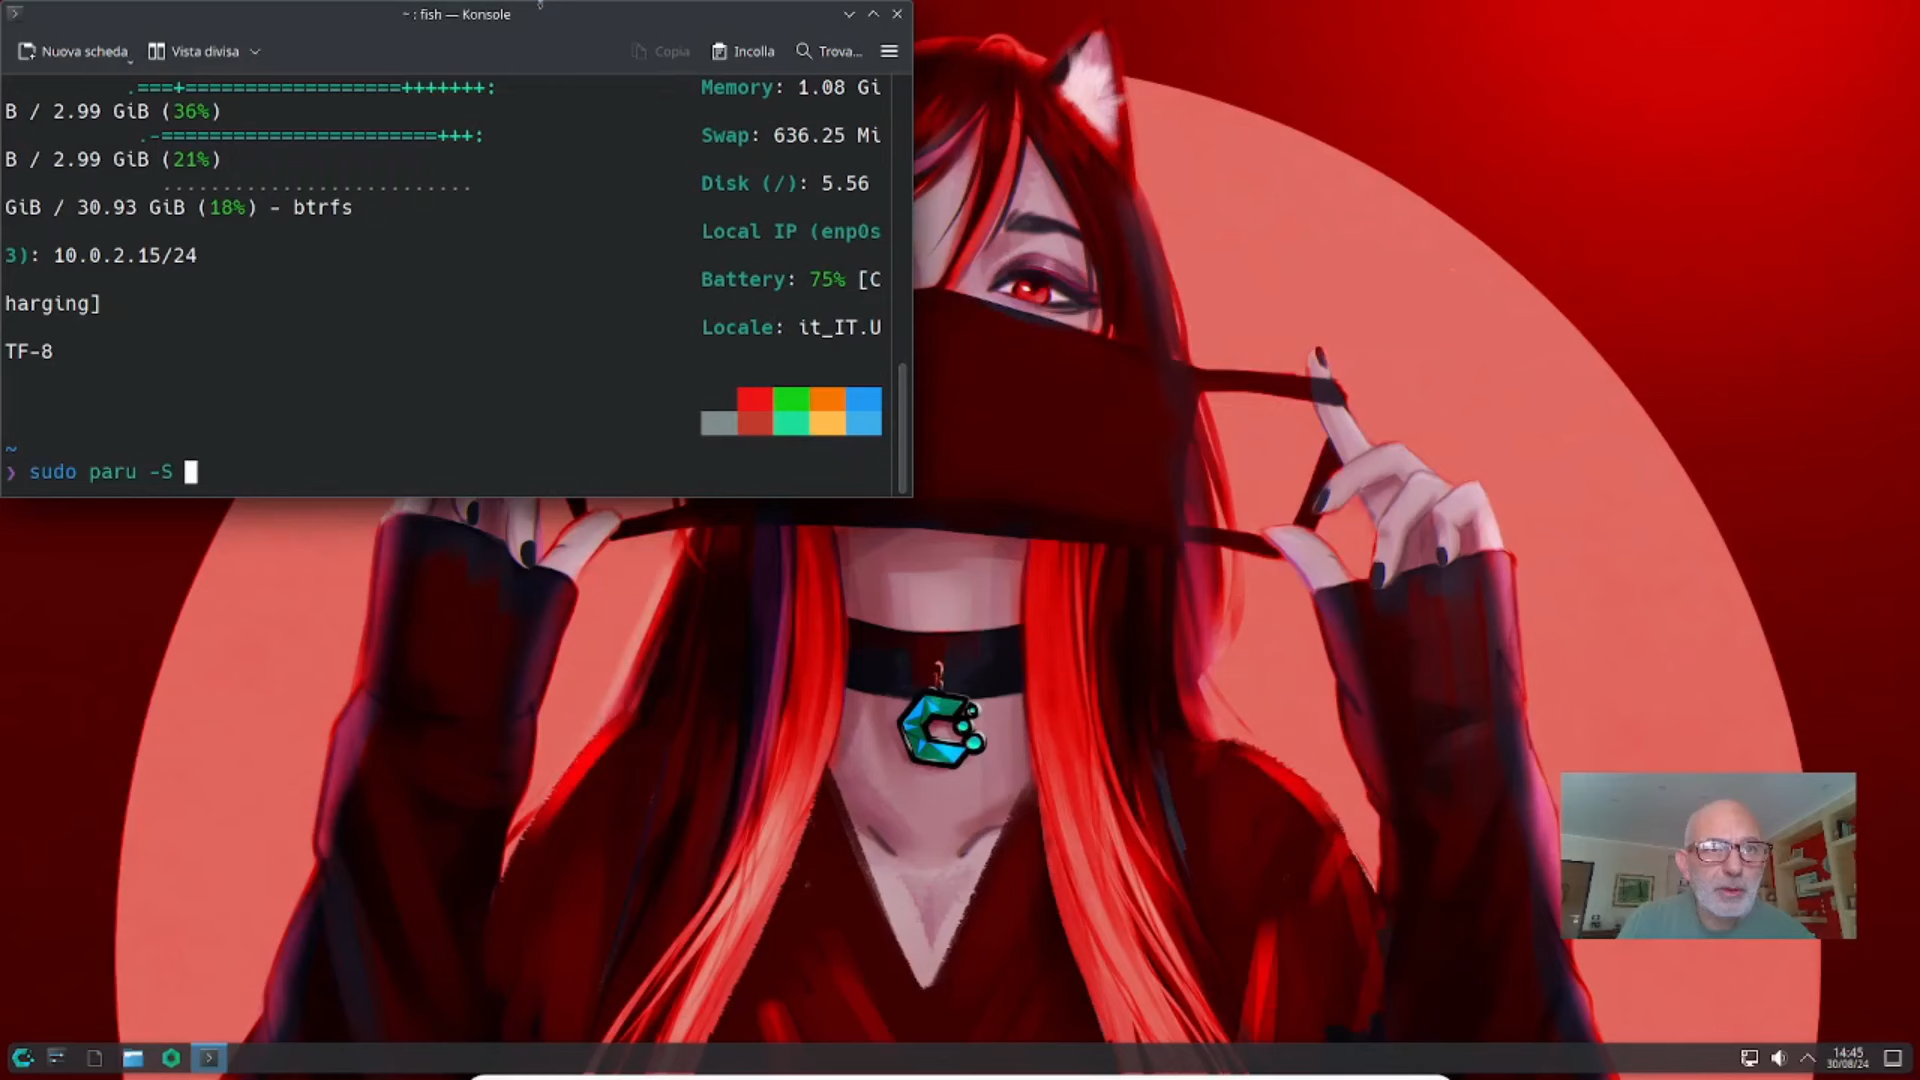 ~ : fish — Konsole
Nuova scheda
Vista divisa
Copia
Incolla
Trova...
.===+==================+++++++:
Memory: 1.08 Gi
B / 2.99 GiB (36%)
.-=======================+++:
Swap: 636.25 Mi
B / 2.99 GiB (21%)
..........................
Disk (/): 5.56
GiB / 30.93 GiB (18%) - btrfs
Local IP (enp0s
3): 10.0.2.15/24
Battery: 75% [C
harging]
Locale: it_IT.U
TF-8
~
❯ sudo paru -S
14:45
30/08/24